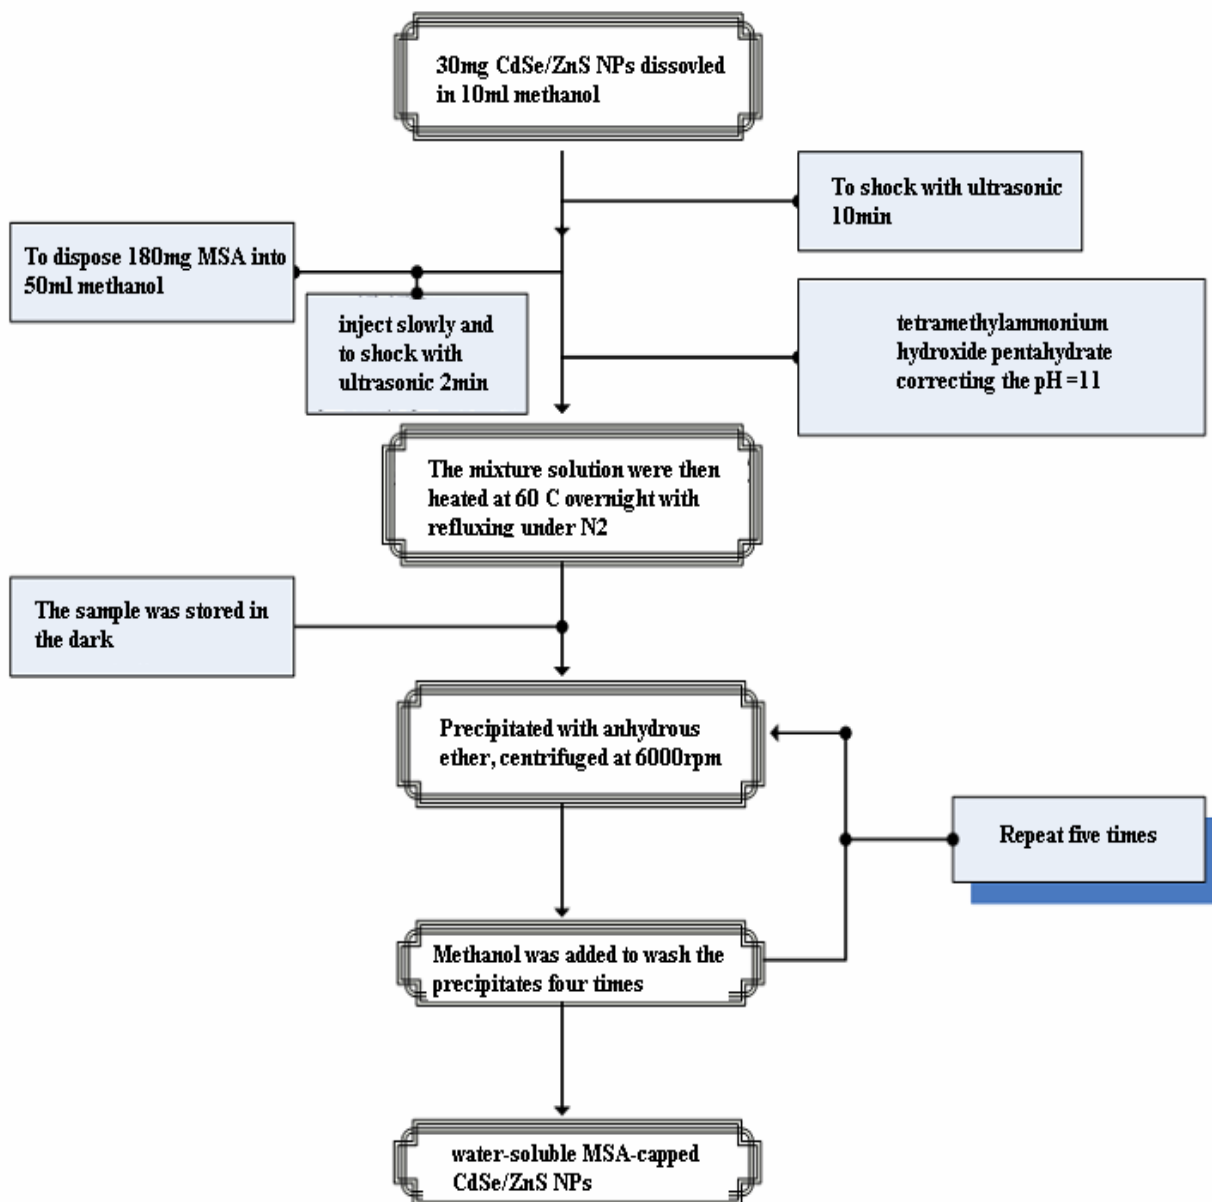 30mg CdSe/ZnS NPs dissovled
in 10ml methanol
To shock with ultrasonic
10min
To dispose 180mg MSA into
50ml methanol
inject slowly and
to shock with
ultrasonic 2min
tetramethylammonium
hydroxide pentahydrate
correcting the pH =11
The mixture solution were then
heated at 60 C overnight with
refluxing under N2
The sample was stored in
the dark
Precipitated with anhydrous
ether, centrifuged at 6000rpm
Repeat five times
Methanol was added to wash the
precipitates four times
water-soluble MSA-capped
CdSe/ZnS NPs